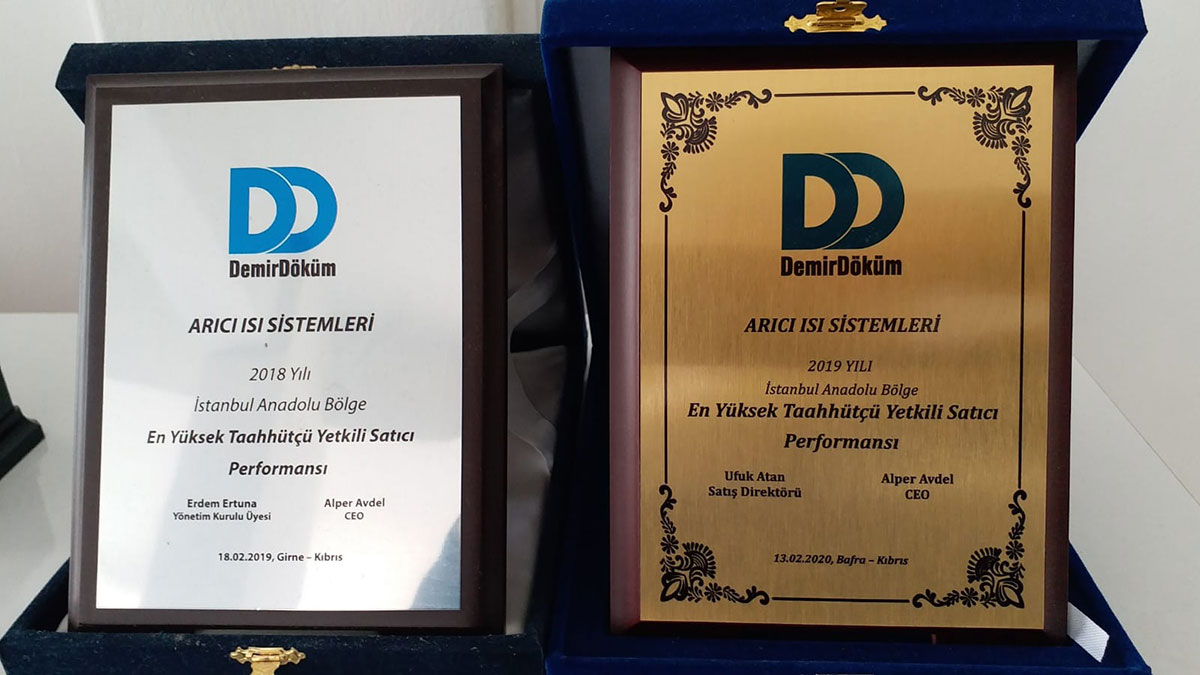 DemirDöküm
ARICI ISI SİSTEMLERİ
2018 Yılı
İstanbul Anadolu Bölge
En Yüksek Taahhütçü Yetkili Satıcı
Performansı
Erdem Ertuna
Yönetim Kurulu Üyesi
Alper Avdel
CEO
18.02.2019, Girne – Kıbrıs
DemirDöküm
ARICI ISI SİSTEMLERİ
2019 YILI
İstanbul Anadolu Bölge
En Yüksek Taahhütçü Yetkili Satıcı
Performansı
Ufuk Atan
Satış Direktörü
Alper Avdel
CEO
13.02.2020, Bafra – Kıbrıs